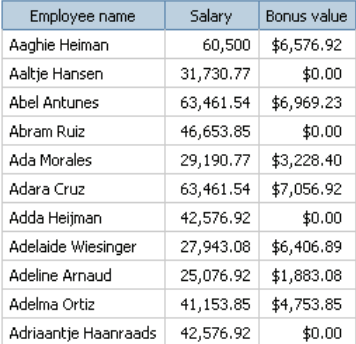 Employee name Salary Bonus value
Aaghie Heiman 60,500 $6,576.92
Aaltje Hansen 31,730.77 $0.00
Abel Antunes 63,461.54 $6,969.23
Abram Ruiz 46,653.85 $0.00
Ada Morales 29,190.77 $3,228.40
Adara Cruz 63,461.54 $7,056.92
Adda Heijman 42,576.92 $0.00
Adelaide Wiesinger 27,943.08 $6,406.89
Adeline Arnaud 25,076.92 $1,883.08
Adelma Ortiz 41,153.85 $4,753.85
Adriaantje Haanraads 42,576.92 $0.00